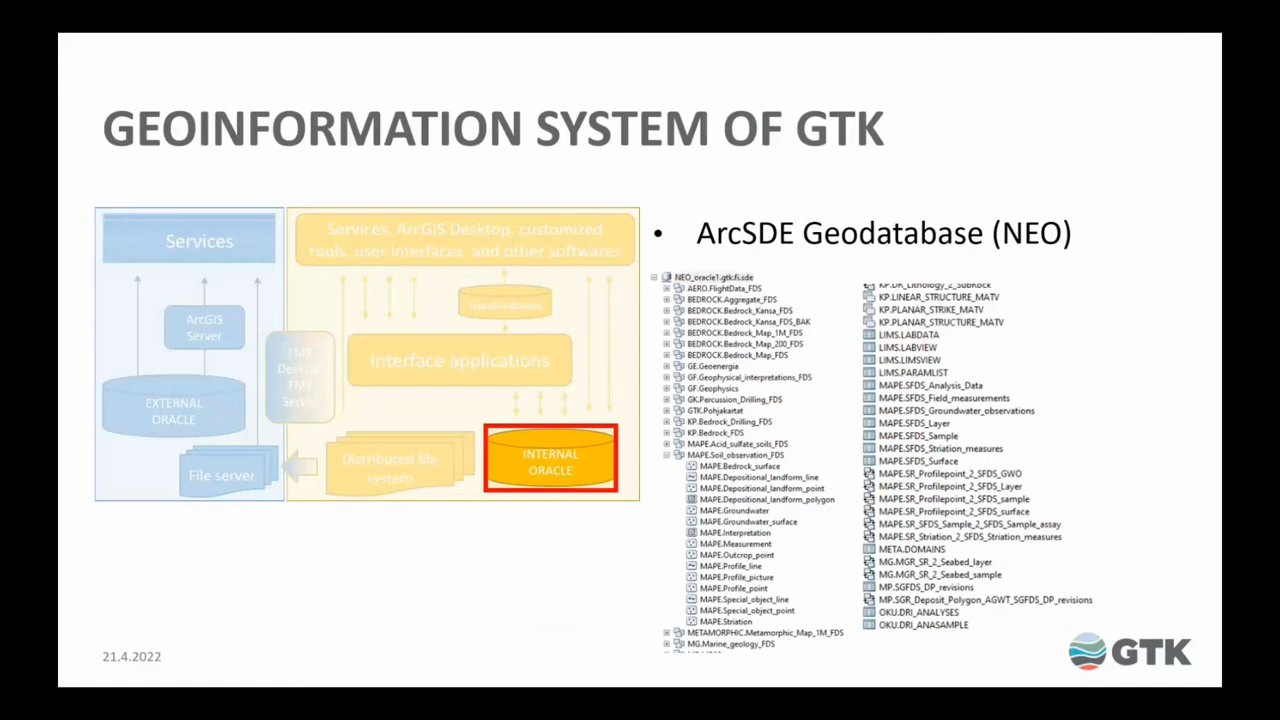 GEOINFORMATION SYSTEM OF GTK
Services
Services. ArcGIS Desktop: customized
tools, user interfaces, and other softwares
ArcGIS
Server
EXTERNAL
ORACLE
File server
FME
Desktop
FME
Server
Geodatabases
Interface applications
Distributed file
system
INTERNAL
ORACLE
• ArcSDE Geodatabase (NEO)
NEO_oracle1.gtk.fi.sde
AERO.FlightData_FDS
BEDROCK.Aggregate_FDS
BEDROCK.Bedrock_Kansa_FDS
BEDROCK.Bedrock_Kansa_FDS_BAK
BEDROCK.Bedrock_Map_1M_FDS
BEDROCK.Bedrock_Map_200_FDS
BEDROCK.Bedrock_Map_FDS
GE.Geoenergia
GF.Geophysical_interpretations_FDS
GF.Geophysics
GK.Percussion_Drilling_FDS
GTK.Pohjakartat
KP.Bedrock_Drilling_FDS
KP.Bedrock_FDS
MAPE.Acid_sulfate_soils_FDS
MAPE.Soil_observation_FDS
MAPE.Bedrock_surface
MAPE.Depositional_landform_line
MAPE.Depositional_landform_point
MAPE.Depositional_landform_polygon
MAPE.Groundwater
MAPE.Groundwater_surface
MAPE.Interpretation
MAPE.Measurement
MAPE.Outcrop_point
MAPE.Profile_line
MAPE.Profile_picture
MAPE.Profile_point
MAPE.Special_object_line
MAPE.Special_object_point
MAPE.Striation
METAMORPHIC.Metamorphic_Map_1M_FDS
MG.Marine_geology_FDS
KP.DR_Lithology_2_SubRock
KP.LINEAR_STRUCTURE_MATV
KP.PLANAR_STRIKE_MATV
KP.PLANAR_STRUCTURE_MATV
LIMS.LABDATA
LIMS.LABVIEW
LIMS.LIMSVIEW
LIMS.PARAMLIST
MAPE.SFDS_Analysis_Data
MAPE.SFDS_Field_measurements
MAPE.SFDS_Groundwater_observations
MAPE.SFDS_Layer
MAPE.SFDS_Sample
MAPE.SFDS_Striation_measures
MAPE.SFDS_Surface
MAPE.SR_Profilepoint_2_SFDS_GWO
MAPE.SR_Profilepoint_2_SFDS_Layer
MAPE.SR_Profilepoint_2_SFDS_sample
MAPE.SR_Profilepoint_2_SFDS_surface
MAPE.SR_SFDS_Sample_2_SFDS_Sample_assay
MAPE.SR_Striation_2_SFDS_Striation_measures
META.DOMAINS
MG.MGR_SR_2_Seabed_layer
MG.MGR_SR_2_Seabed_sample
MP.SGFDS_DP_revisions
MP.SGR_Deposit_Polygon_AGWT_SGFDS_DP_revisions
OKU.DRI_ANALYSES
OKU.DRI_ANASAMPLE
21.4.2022
GTK